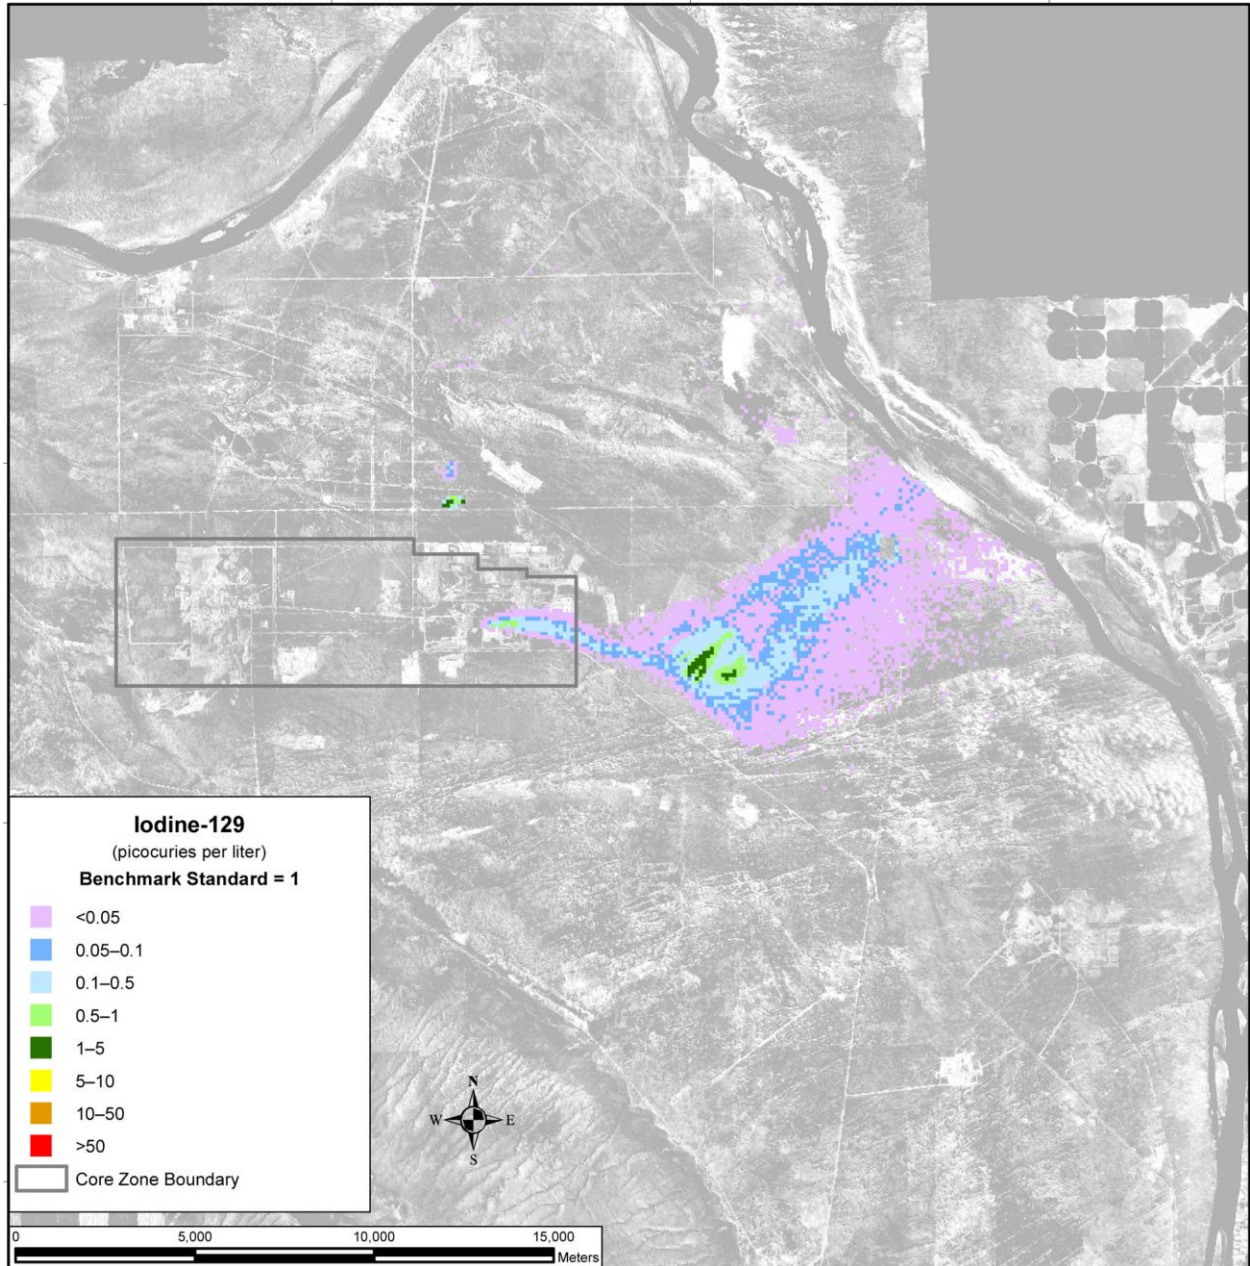 Iodine-129
(picocuries per liter)
Benchmark Standard = 1
<0.05
0.05–0.1
0.1–0.5
0.5–1
1–5
5–10
10–50
>50
Core Zone Boundary
N
W E
S
0 5,000 10,000 15,000
Meters